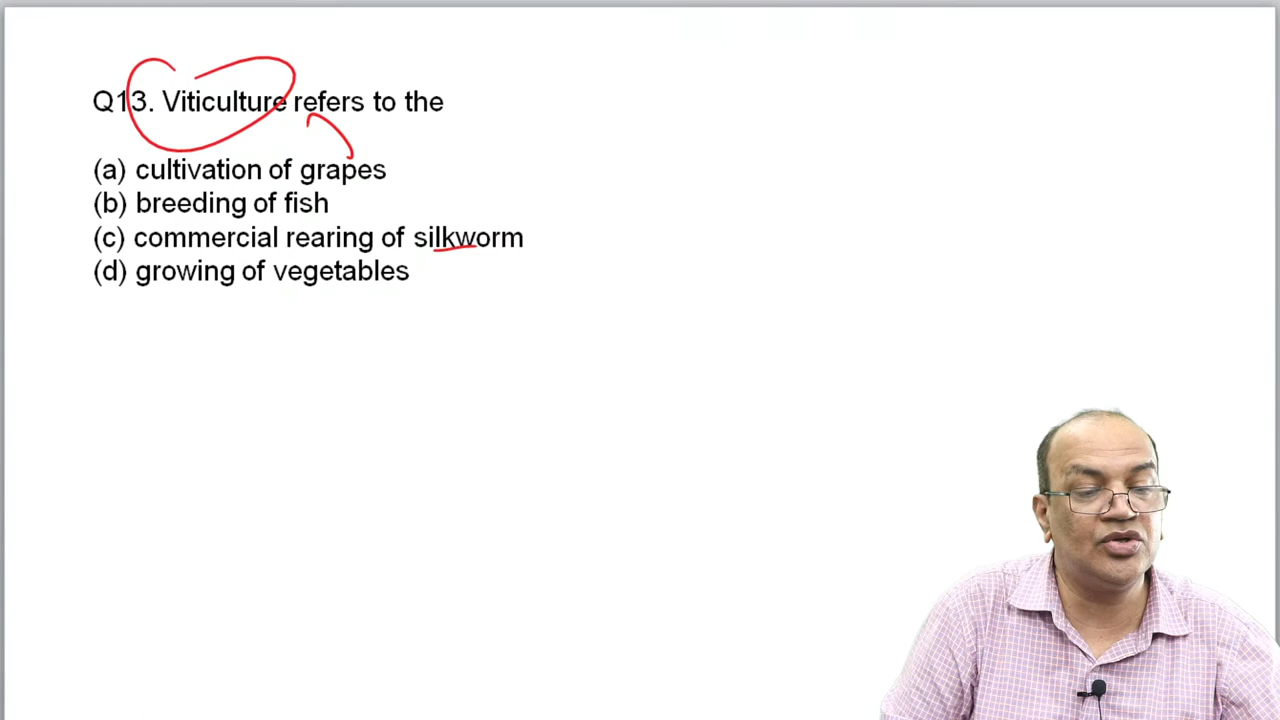 Q13. Viticulture refers to the
(a) cultivation of grapes
(b) breeding of fish
(c) commercial rearing of silkworm
(d) growing of vegetables